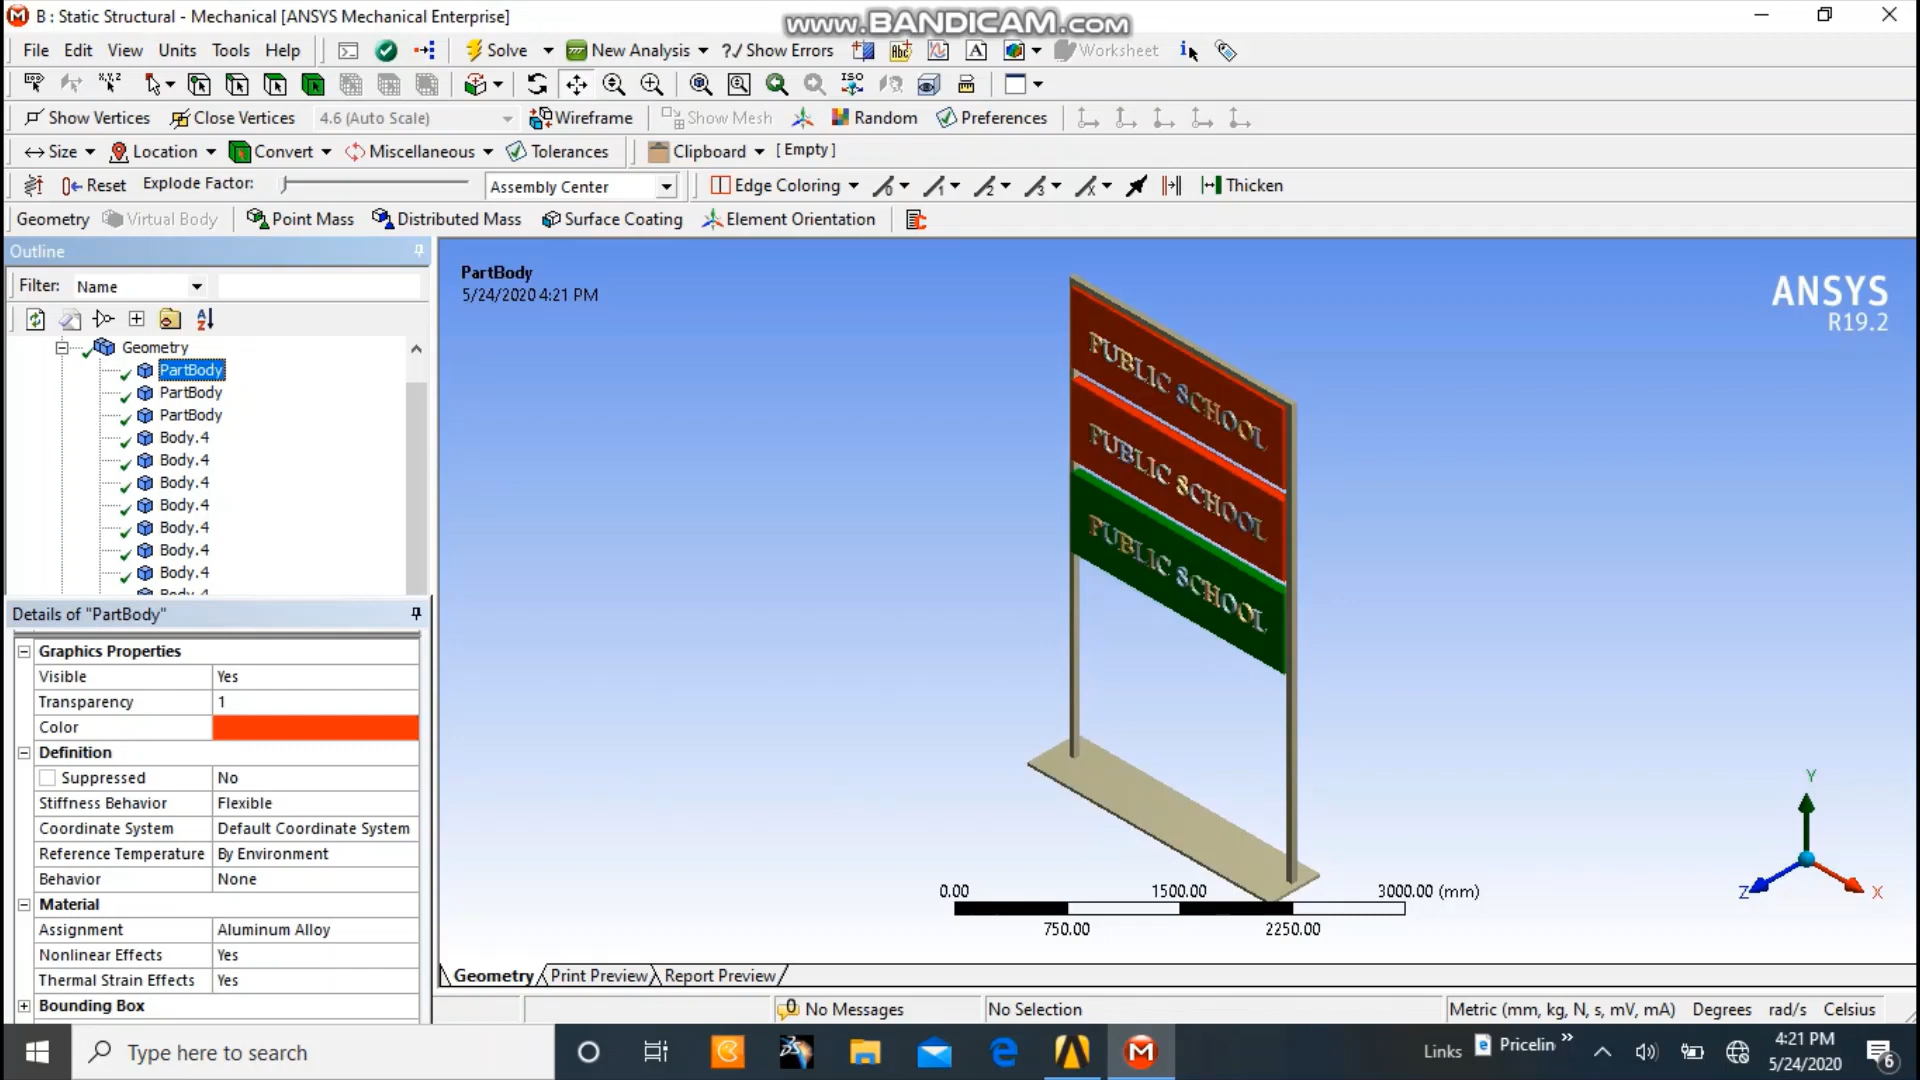 B : Static Structural - Mechanical [ANSYS Mechanical Enterprise]
www.BANDICAM.com
File Edit View Units Tools Help
Solve New Analysis ?✓ Show Errors Worksheet
Show Vertices Close Vertices 4.6 (Auto Scale) Wireframe Show Mesh Random Preferences
Size Location Convert Miscellaneous Tolerances Clipboard [ Empty ]
Reset Explode Factor: Assembly Center Edge Coloring Thicken
Geometry Virtual Body Point Mass Distributed Mass Surface Coating Element Orientation
Outline
Filter: Name
Geometry
PartBody
PartBody
PartBody
Body.4
Body.4
Body.4
Body.4
Body.4
Body.4
Body.4
Body.4
Details of "PartBody"
Graphics Properties
Visible Yes
Transparency 1
Color
Definition
Suppressed No
Stiffness Behavior Flexible
Coordinate System Default Coordinate System
Reference Temperature By Environment
Behavior None
Material
Assignment Aluminum Alloy
Nonlinear Effects Yes
Thermal Strain Effects Yes
Bounding Box
PartBody
5/24/2020 4:21 PM
ANSYS
R19.2
PUBLIC SCHOOL
PUBLIC SCHOOL
PUBLIC SCHOOL
Y
Z X
0.00 1500.00 3000.00 (mm)
750.00 2250.00
Geometry Print Preview Report Preview
0 No Messages No Selection Metric (mm, kg, N, s, mV, mA) Degrees rad/s Celsius
Type here to search
Links Pricelin »
4:21 PM
5/24/2020
6